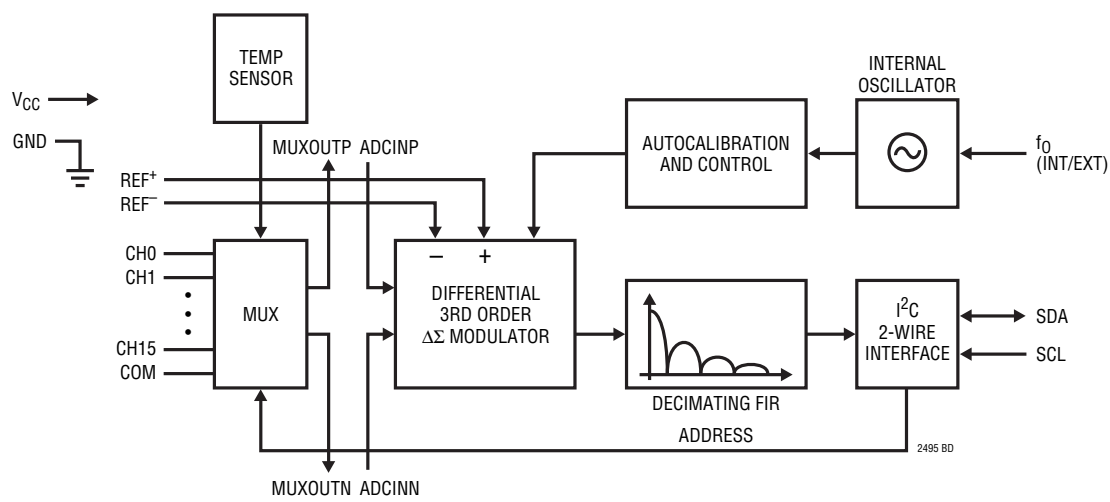 TEMP
SENSOR
INTERNAL
OSCILLATOR
VCC
GND
MUXOUTP ADCINP
AUTOCALIBRATION
AND CONTROL
fO
(INT/EXT)
REF+
REF–
CH0
CH1
MUX
CH15
COM
– +
DIFFERENTIAL
3RD ORDER
ΔΣ MODULATOR
I2C
2-WIRE
INTERFACE
SDA
SCL
DECIMATING FIR
ADDRESS
2495 BD
MUXOUTN ADCINN